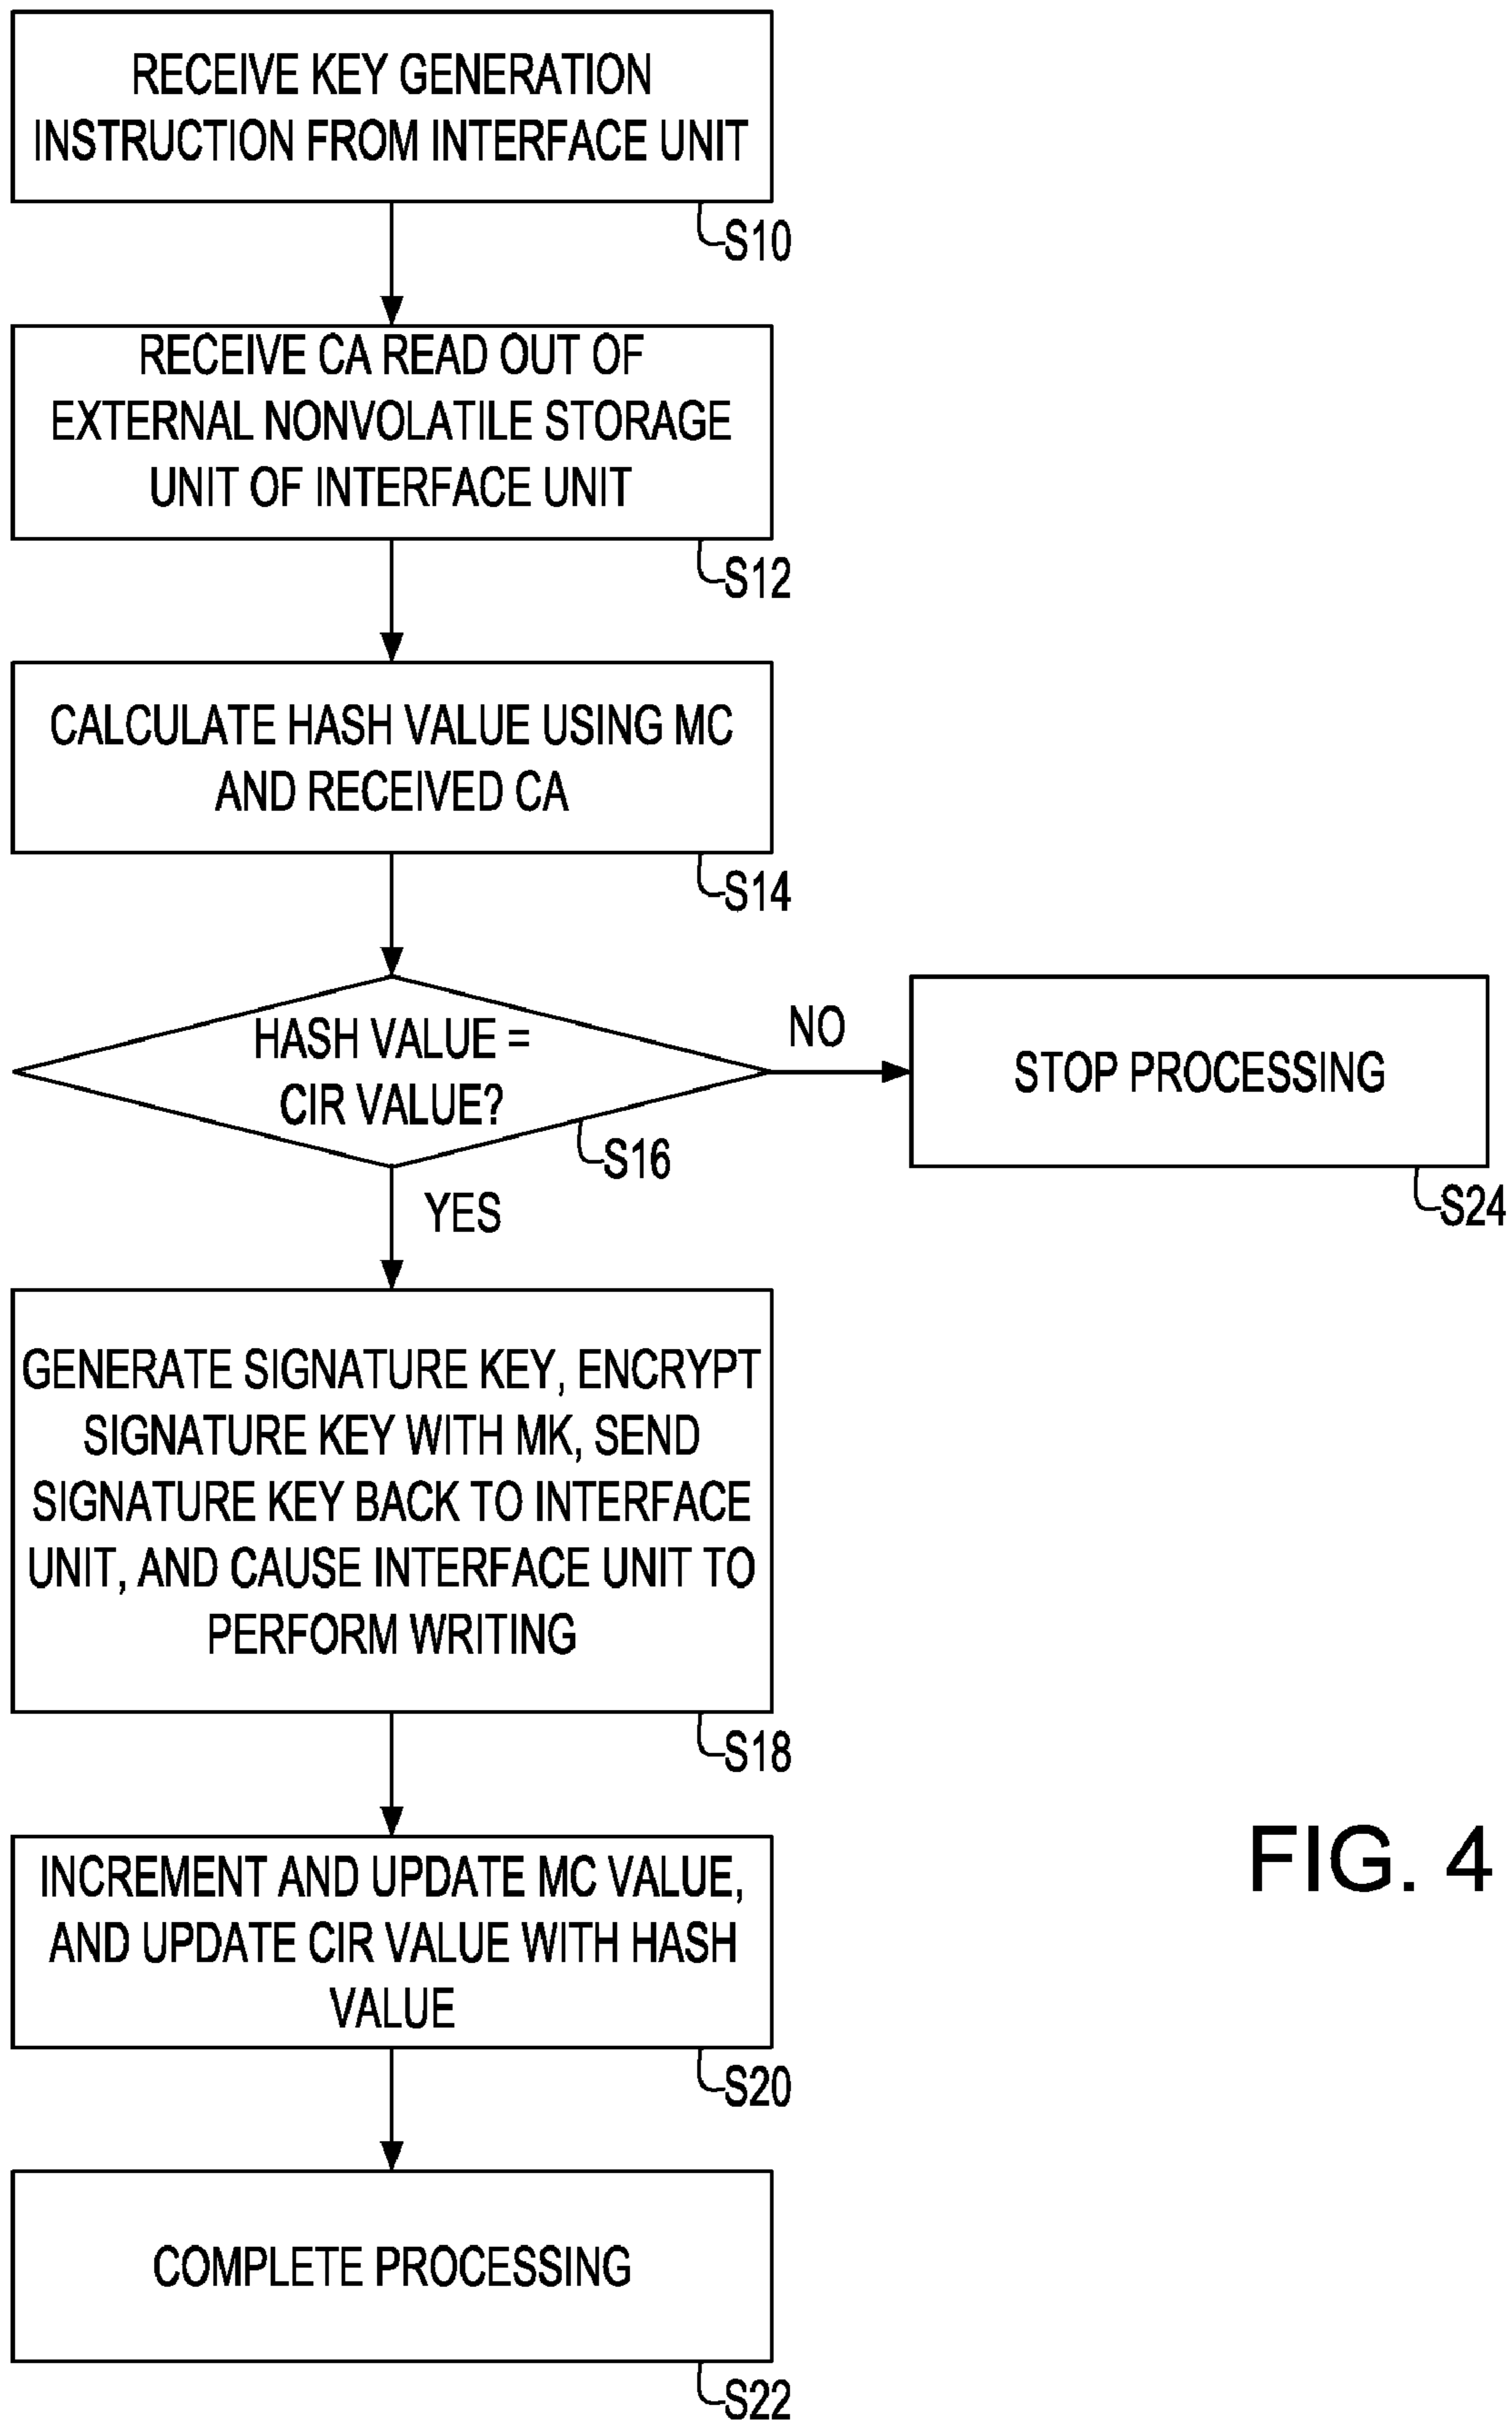 RECEIVE KEY GENERATION
INSTRUCTION FROM INTERFACE UNIT
S10
RECEIVE CA READ OUT OF
EXTERNAL NONVOLATILE STORAGE
UNIT OF INTERFACE UNIT
S12
CALCULATE HASH VALUE USING MC
AND RECEIVED CA
S14
HASH VALUE =
CIR VALUE?
S16
NO
STOP PROCESSING
S24
YES
GENERATE SIGNATURE KEY, ENCRYPT
SIGNATURE KEY WITH MK, SEND
SIGNATURE KEY BACK TO INTERFACE
UNIT, AND CAUSE INTERFACE UNIT TO
PERFORM WRITING
S18
INCREMENT AND UPDATE MC VALUE,
AND UPDATE CIR VALUE WITH HASH
VALUE
S20
COMPLETE PROCESSING
S22
FIG. 4